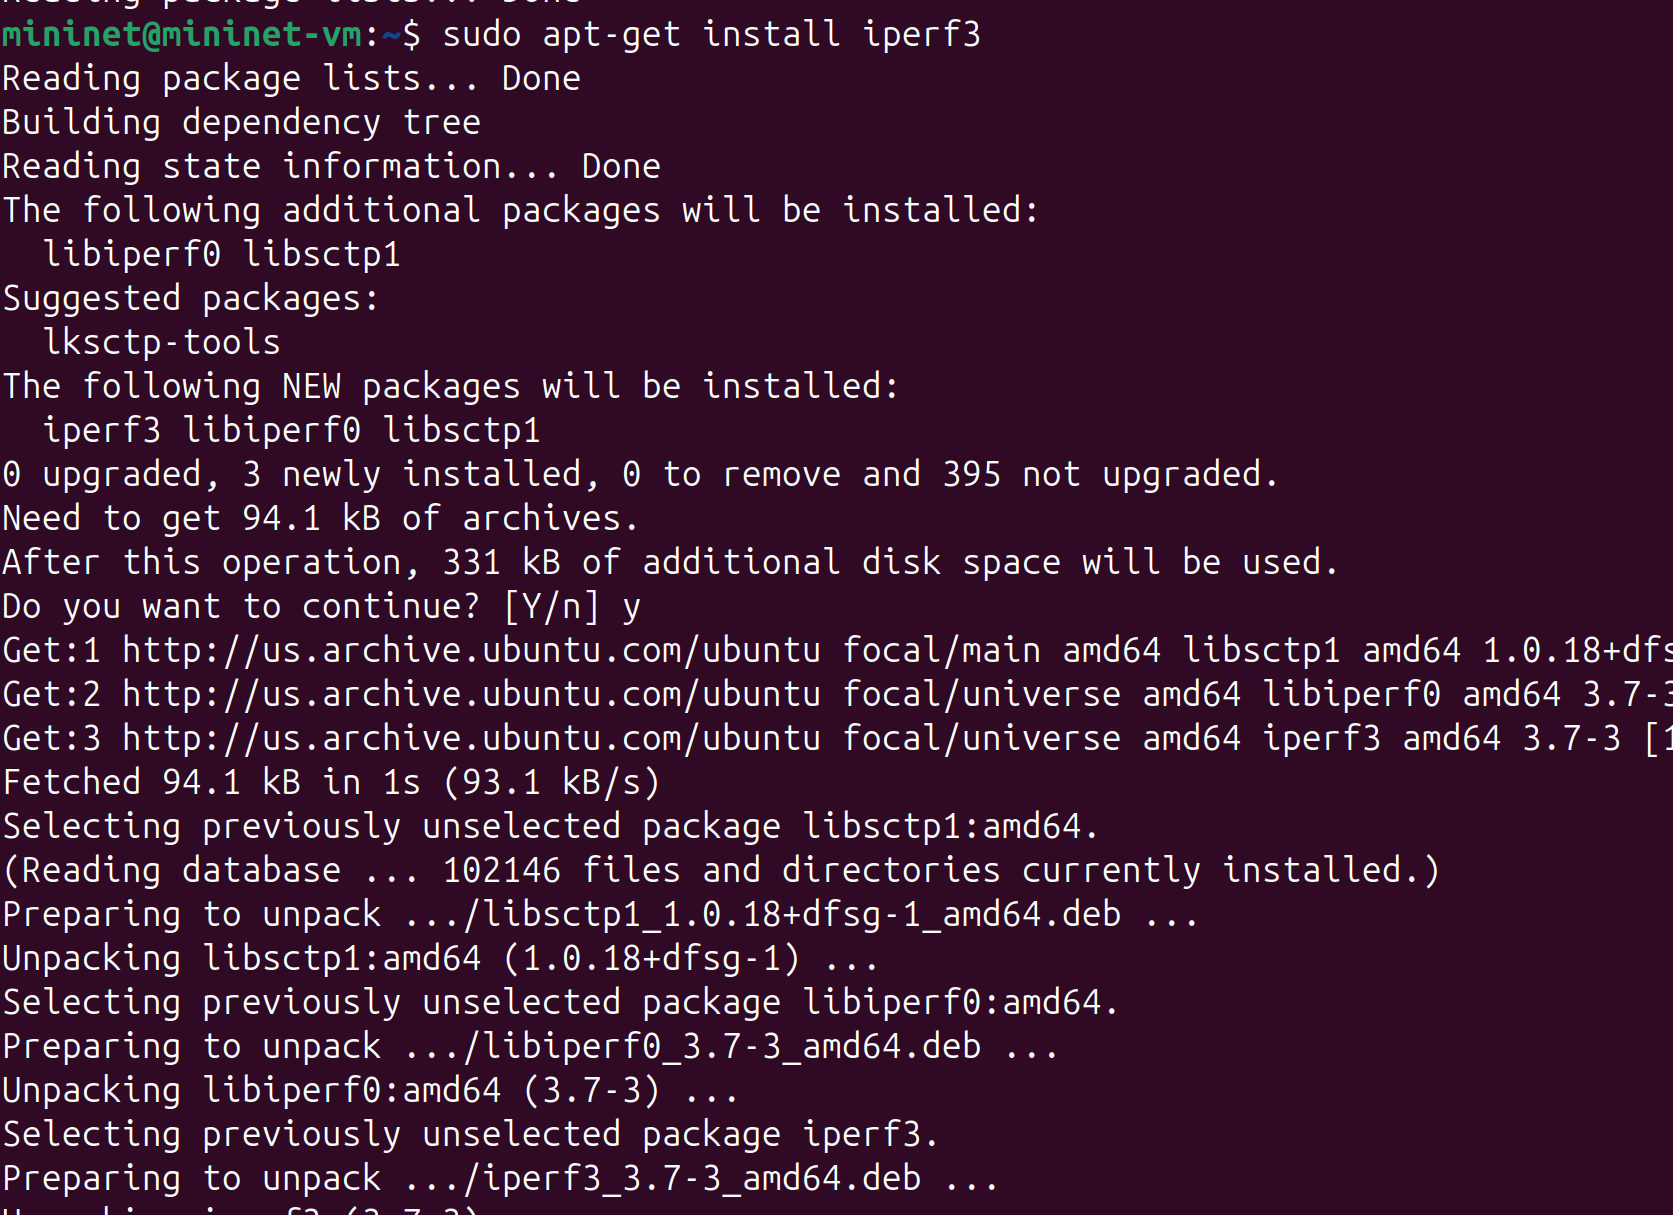 mininet@mininet-vm:~$ sudo apt-get install iperf3
Reading package lists... Done
Building dependency tree
Reading state information... Done
The following additional packages will be installed:
  libiperf0 libsctp1
Suggested packages:
  lksctp-tools
The following NEW packages will be installed:
  iperf3 libiperf0 libsctp1
0 upgraded, 3 newly installed, 0 to remove and 395 not upgraded.
Need to get 94.1 kB of archives.
After this operation, 331 kB of additional disk space will be used.
Do you want to continue? [Y/n] y
Get:1 http://us.archive.ubuntu.com/ubuntu focal/main amd64 libsctp1 amd64 1.0.18+dfs
Get:2 http://us.archive.ubuntu.com/ubuntu focal/universe amd64 libiperf0 amd64 3.7-3
Get:3 http://us.archive.ubuntu.com/ubuntu focal/universe amd64 iperf3 amd64 3.7-3 [1
Fetched 94.1 kB in 1s (93.1 kB/s)
Selecting previously unselected package libsctp1:amd64.
(Reading database ... 102146 files and directories currently installed.)
Preparing to unpack .../libsctp1_1.0.18+dfsg-1_amd64.deb ...
Unpacking libsctp1:amd64 (1.0.18+dfsg-1) ...
Selecting previously unselected package libiperf0:amd64.
Preparing to unpack .../libiperf0_3.7-3_amd64.deb ...
Unpacking libiperf0:amd64 (3.7-3) ...
Selecting previously unselected package iperf3.
Preparing to unpack .../iperf3_3.7-3_amd64.deb ...